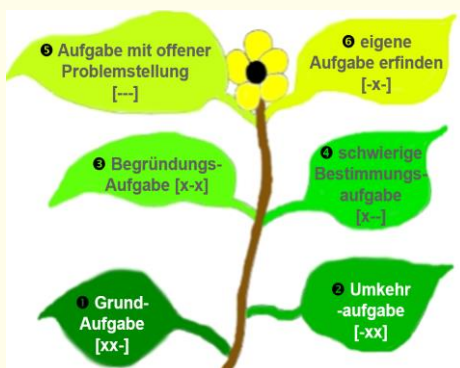 ❺ Aufgabe mit offener
Problemstellung
[---]
❻ eigene
Aufgabe erfinden
[-x-]
❸ Begründungs-
Aufgabe [x-x]
❹ schwierige
Bestimmungs-
aufgabe
[x--]
❶ Grund-
Aufgabe
[xx-]
❷ Umkehr
-aufgabe
[-xx]